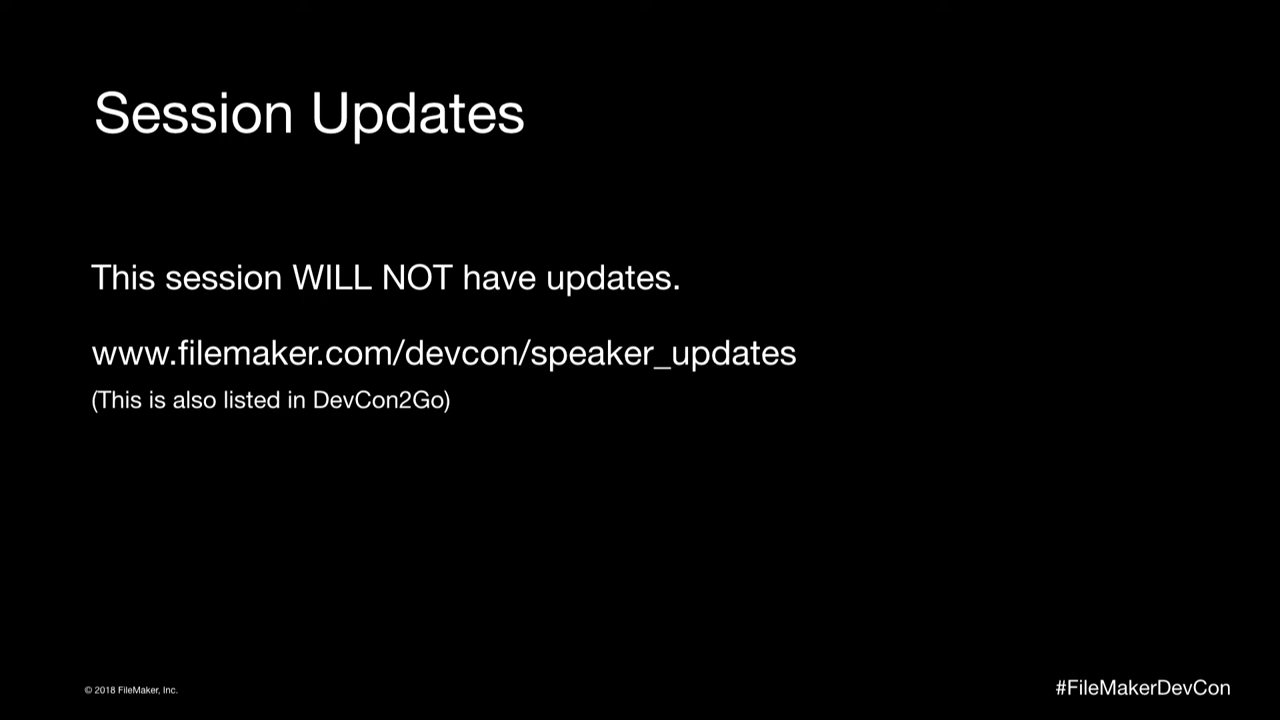 Session Updates
This session WILL NOT have updates.
www.filemaker.com/devcon/speaker_updates
(This is also listed in DevCon2Go)
© 2018 FileMaker, Inc.
#FileMakerDevCon